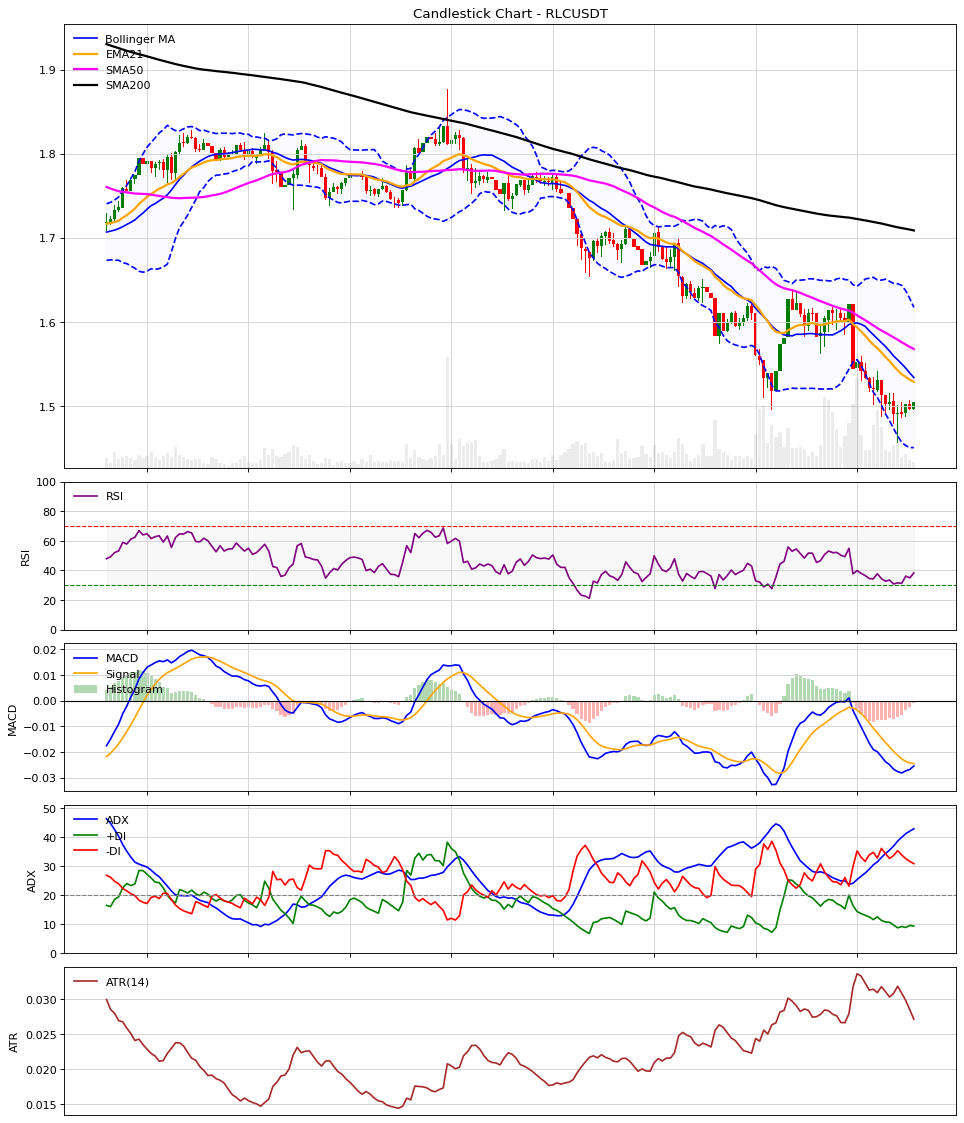 Candlestick Chart - RLCUSDT
Bollinger MA
EMA21
SMA50
SMA200
1.9
1.8
1.7
1.6
1.5
100
80
60
40
20
0
RSI
RSI
0.02
0.01
0.00
−0.01
−0.02
−0.03
MACD
MACD
Signal
Histogram
50
40
30
20
10
0
ADX
ADX
+DI
-DI
0.030
0.025
0.020
0.015
ATR
ATR(14)